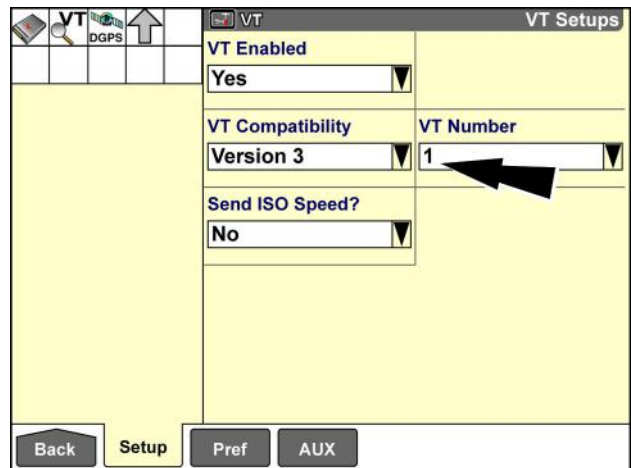 VT
DGPS
VT
VT Setups
VT Enabled
Yes
VT Compatibility
VT Number
Version 3
1
Send ISO Speed?
No
Back
Setup
Pref
AUX